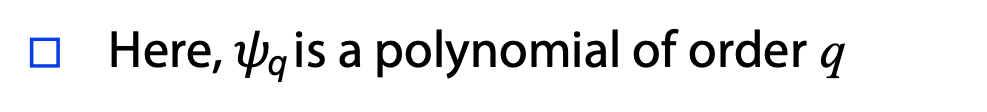 □ Here, ψ_q is a polynomial of order q